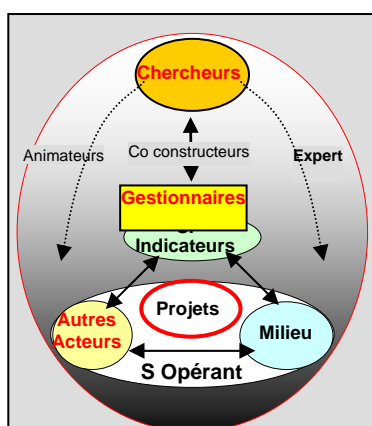 Chercheurs
Animateurs
Co constructeurs
Expert
Gestionnaires
Indicateurs
Projets
Autres
Acteurs
Milieu
S Opérant